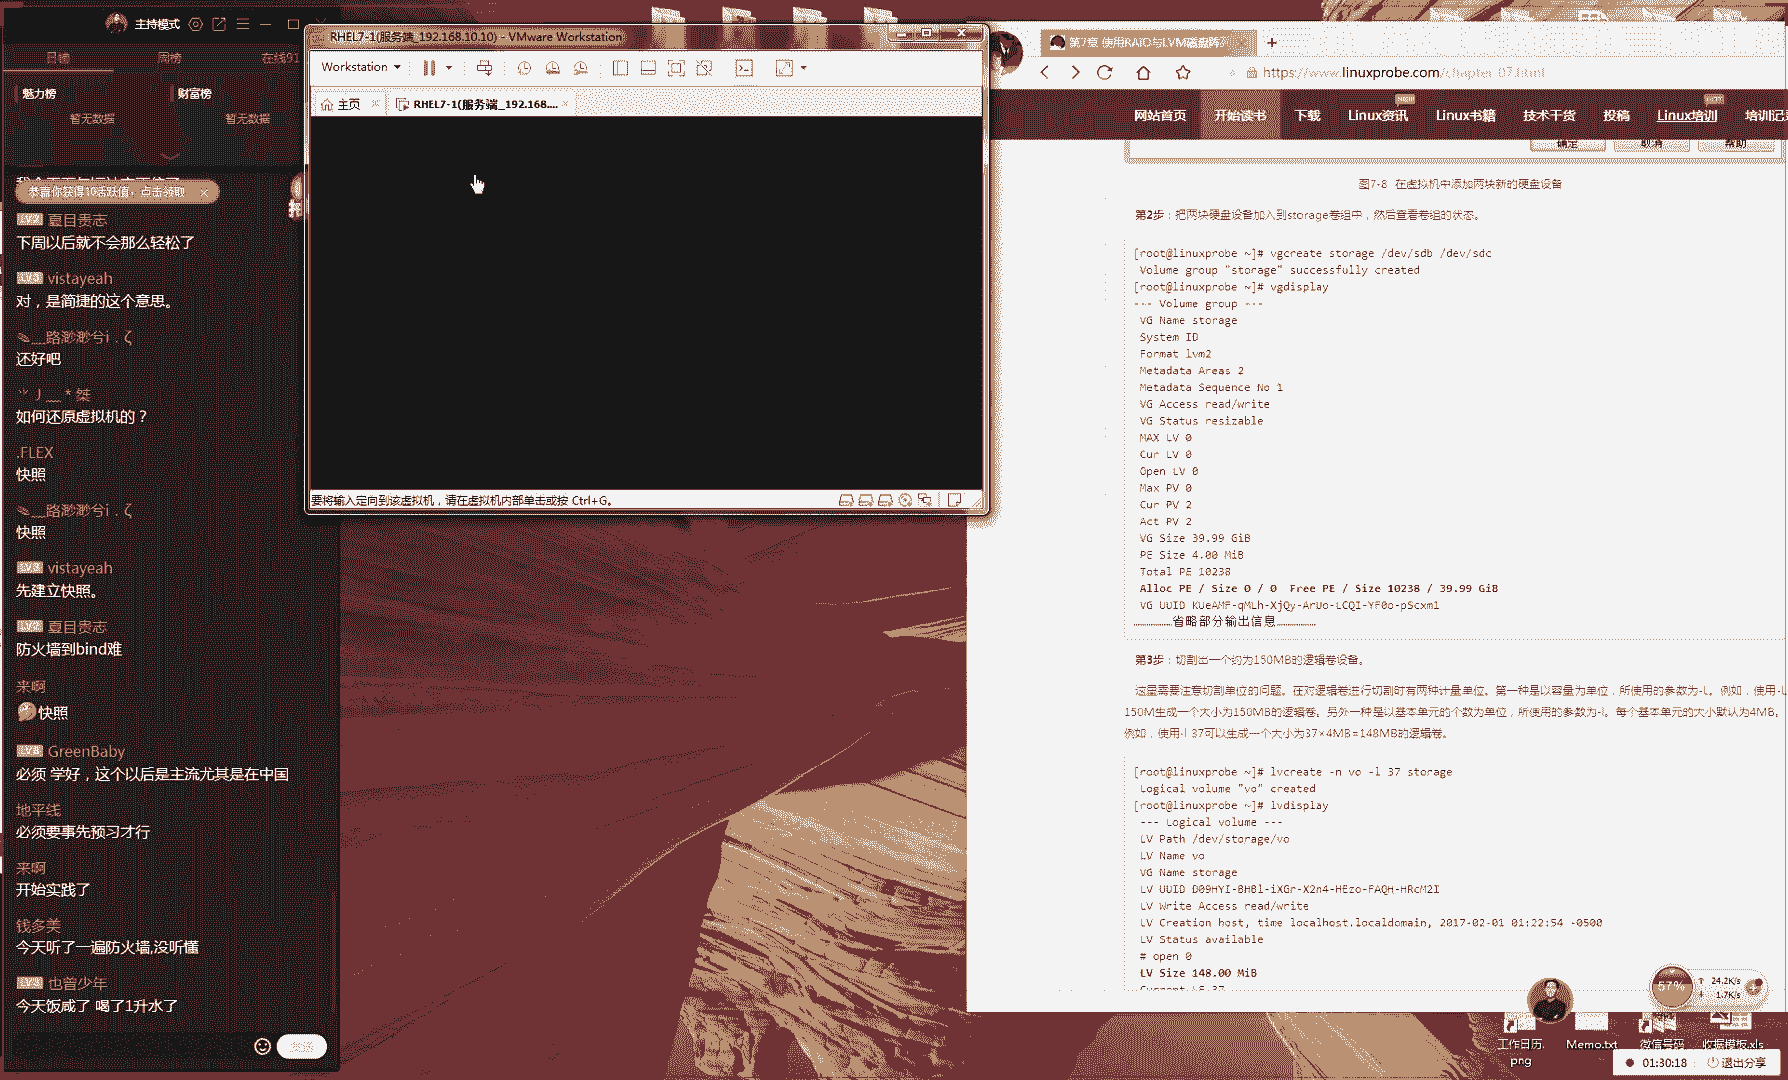 主持模式
日榜 周榜 在线91
魅力榜 财富榜
暂无数据 暂无数据
恭喜你获得10活跃值，点击领取
LV2 夏目贵志
下周以后就不会那么轻松了
LV3 vistayeah
对，是简捷的这个意思。
路渺渺兮i．ζ
还好吧
如何还原虚拟机的？
.FLEX
快照
路渺渺兮i．ζ
快照
LV3 vistayeah
先建立快照。
LV2 夏目贵志
防火墙到bind难
来啊
快照
GreenBaby
必须 学好，这个以后是主流尤其是在中国
地平线
必须要事先预习才行
来啊
开始实践了
钱多美
今天听了一遍防火墙,没听懂
LV3 也曾少年
今天饭咸了 喝了1升水了
发送
RHEL7-1(服务端_192.168.10.10) - VMware Workstation
Workstation
主页 RHEL7-1(服务端_192.168....
要将输入定向到该虚拟机，请在虚拟机内部单击或按 Ctrl+G。
第7章 使用RAID与LVM磁盘阵列
https://www.linuxprobe.com/chapter-07.html
网站首页 开始读书 下载 Linux资讯 Linux书籍 技术干货 投稿 Linux培训 培训记
确定 取消 帮助
图7-8 在虚拟机中添加两块新的硬盘设备
第2步：把两块硬盘设备加入到storage卷组中，然后查看卷组的状态。
[root@linuxprobe ~]# vgcreate storage /dev/sdb /dev/sdc
Volume group "storage" successfully created
[root@linuxprobe ~]# vgdisplay
--- Volume group ---
VG Name storage
System ID
Format lvm2
Metadata Areas 2
Metadata Sequence No 1
VG Access read/write
VG Status resizable
MAX LV 0
Cur LV 0
Open LV 0
Max PV 0
Cur PV 2
Act PV 2
VG Size 39.99 GiB
PE Size 4.00 MiB
Total PE 10238
Alloc PE / Size 0 / 0 Free PE / Size 10238 / 39.99 GiB
VG UUID KUeAMF-qMLh-XjQy-ArUo-LCQI-YF0o-pScxm1
………………省略部分输出信息………………
第3步：切割出一个约为150MB的逻辑卷设备。
这里需要注意切割单位的问题。在对逻辑卷进行切割时有两种计量单位。第一种是以容量为单位，所使用的参数为-L。例如，使用-L
150M生成一个大小为150MB的逻辑卷。另外一种是以基本单元的个数为单位，所使用的参数为-l。每个基本单元的大小默认为4MB。
例如，使用-l 37可以生成一个大小为37×4MB=148MB的逻辑卷。
[root@linuxprobe ~]# lvcreate -n vo -l 37 storage
Logical volume "vo" created
[root@linuxprobe ~]# lvdisplay
--- Logical volume ---
LV Path /dev/storage/vo
LV Name vo
VG Name storage
LV UUID D09HYI-BHBl-iXGr-X2n4-HEzo-FAQH-HRcM2I
LV Write Access read/write
LV Creation host, time localhost.localdomain, 2017-02-01 01:22:54 -0500
LV Status available
# open 0
LV Size 148.00 MiB
Current LE 37
57% 24.2K/s
1.7K/s
工作日历.png Memo.txt 微信号码 收据模板.xls
01:30:18 退出分享